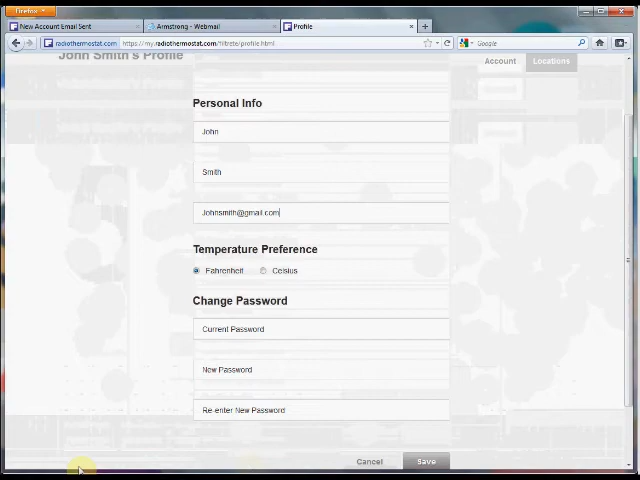 Firefox
New Account Email Sent
Armstrong - Webmail
Profile
radiothermostat.com
https://my.radiothermostat.com/filtrete/profile.html
Google
John Smith's Profile
Account
Locations
Personal Info
John
Smith
Johnsmith@gmail.com
Temperature Preference
Fahrenheit
Celsius
Change Password
Current Password
New Password
Re-enter New Password
Cancel
Save